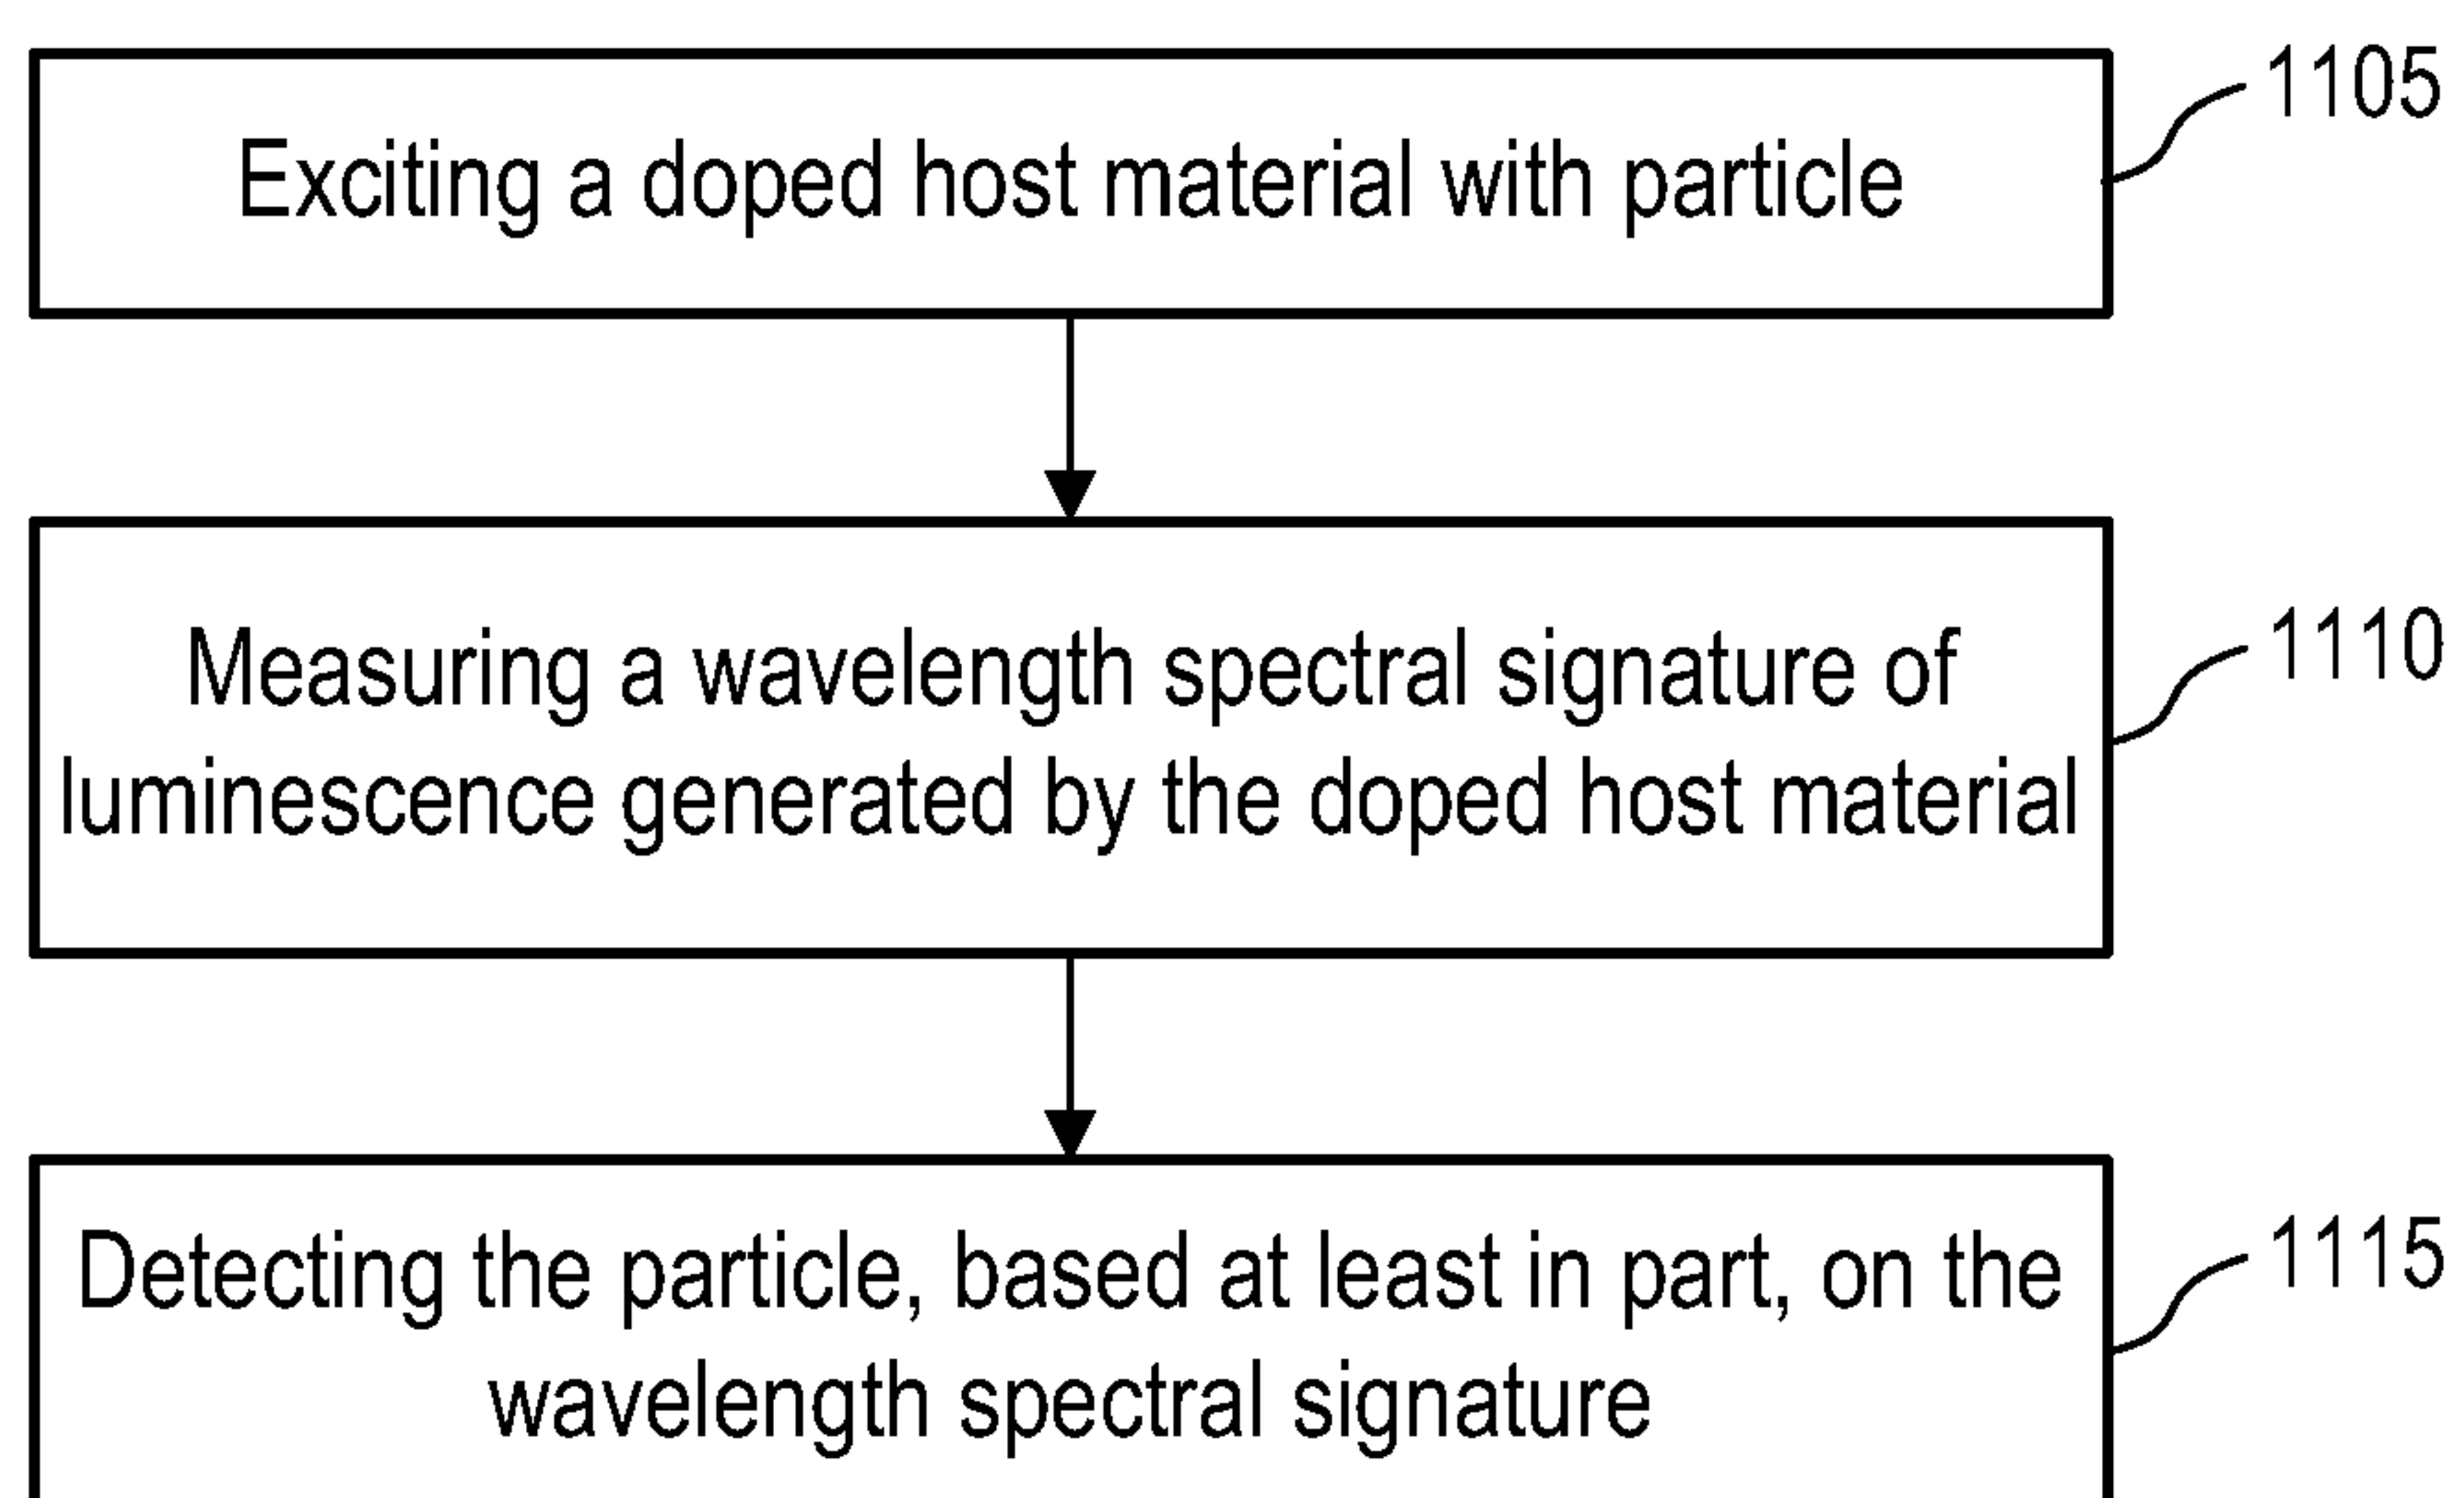 1105
Exciting a doped host material with particle
1110
Measuring a wavelength spectral signature of
luminescence generated by the doped host material
1115
Detecting the particle, based at least in part, on the
wavelength spectral signature